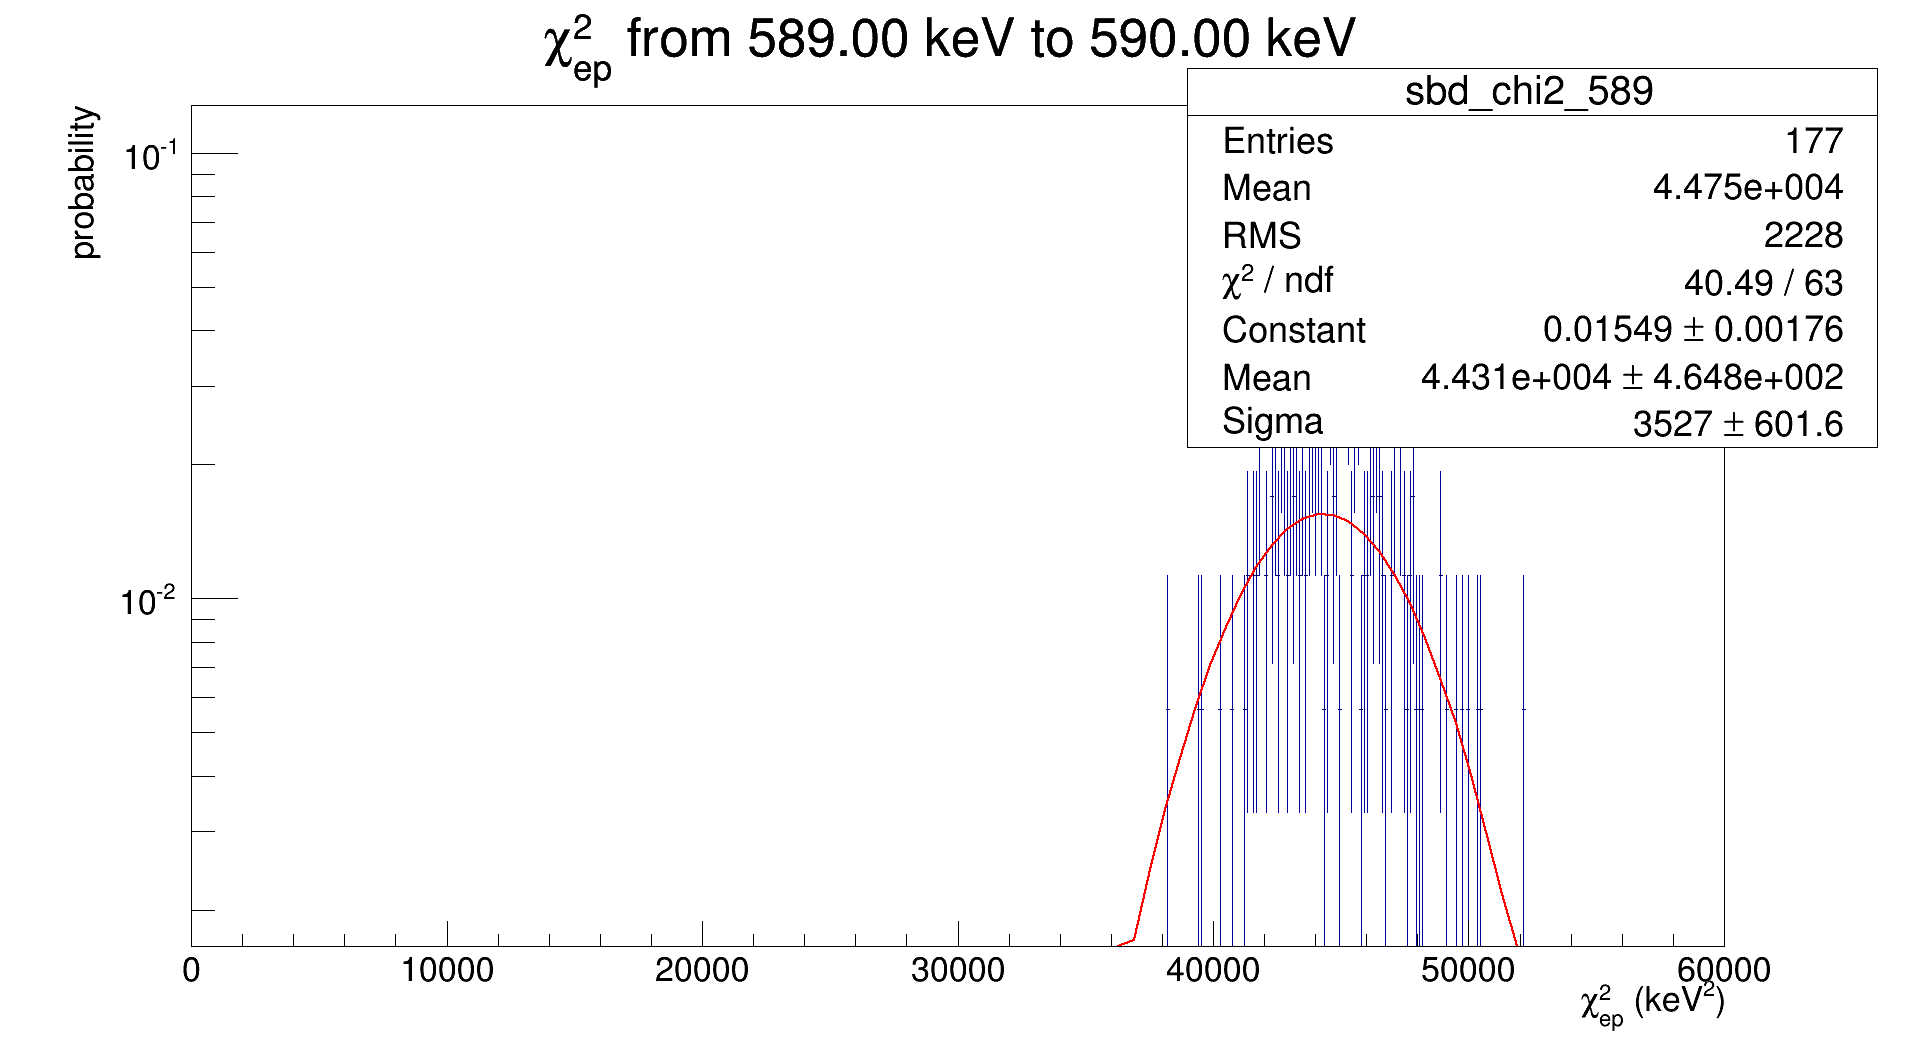 χ²ep from 589.00 keV to 590.00 keV
sbd_chi2_589
Entries 177
Mean 4.475e+004
RMS 2228
χ² / ndf 40.49 / 63
Constant 0.01549 ± 0.00176
Mean 4.431e+004 ± 4.648e+002
Sigma 3527 ± 601.6
probability
10⁻¹
10⁻²
0 10000 20000 30000 40000 50000 60000
χ²ep (keV²)